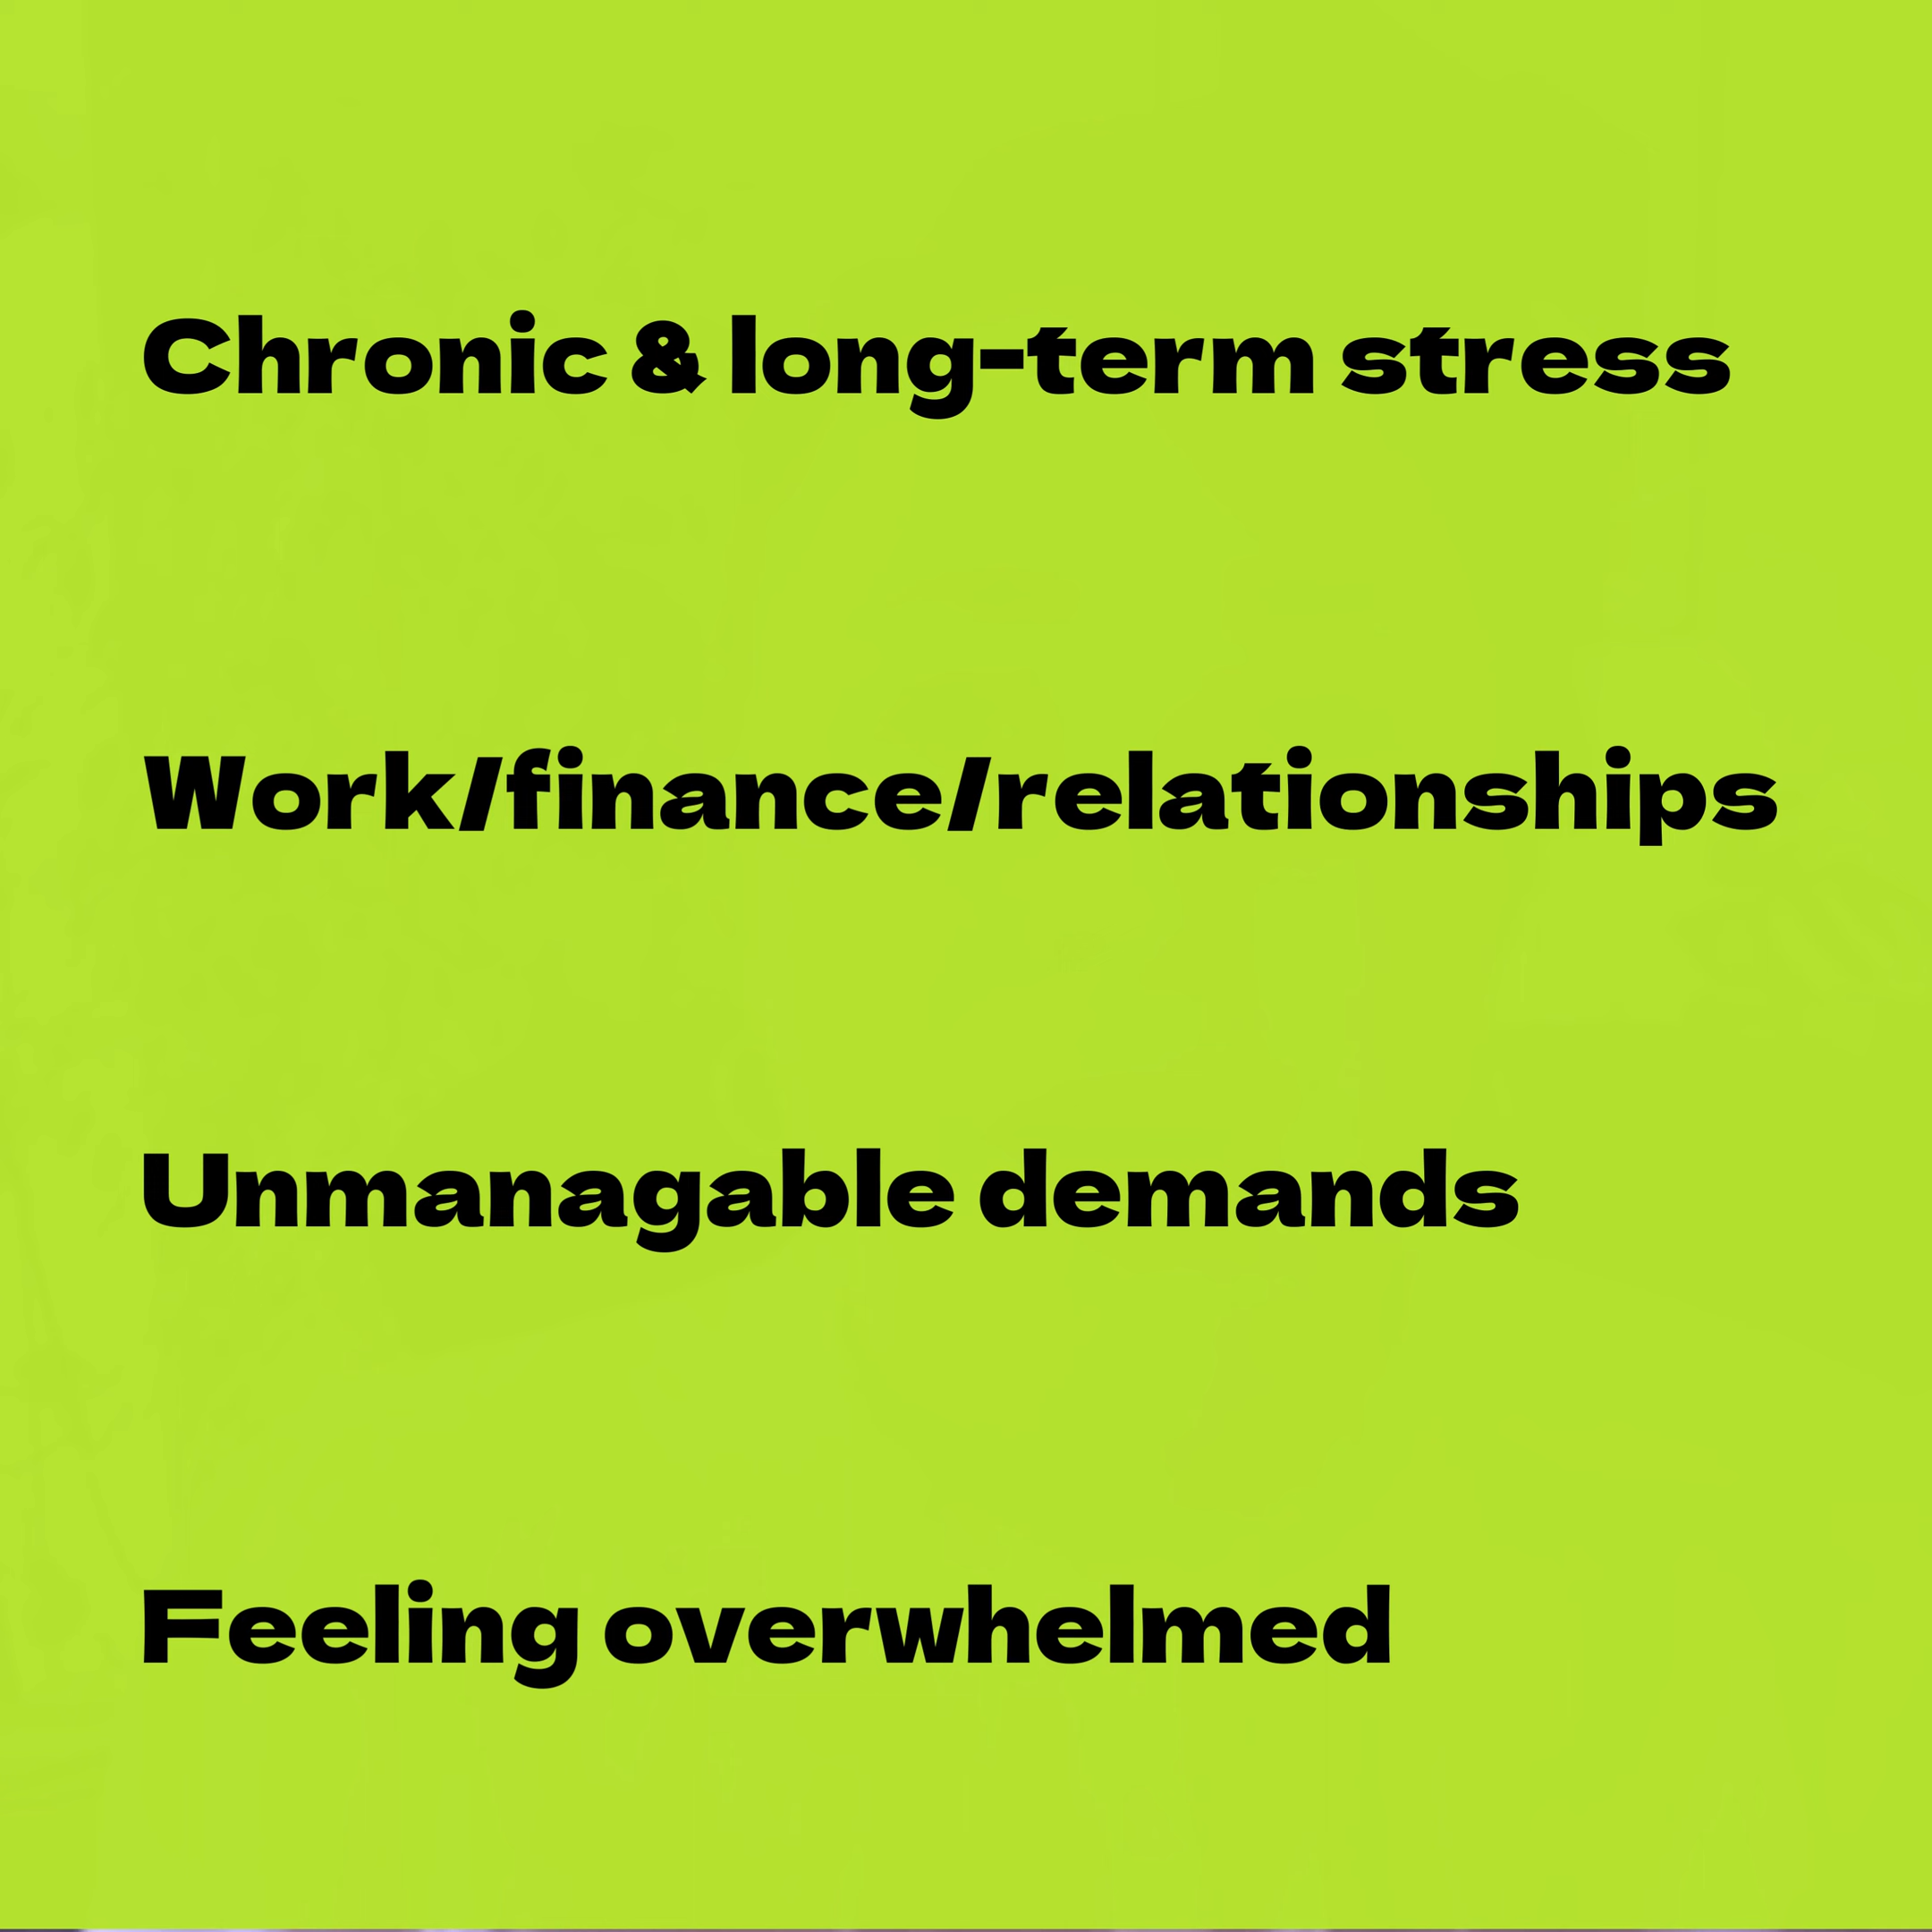 Chronic & long-term stress
Work/finance/relationships
Unmanagable demands
Feeling overwhelmed